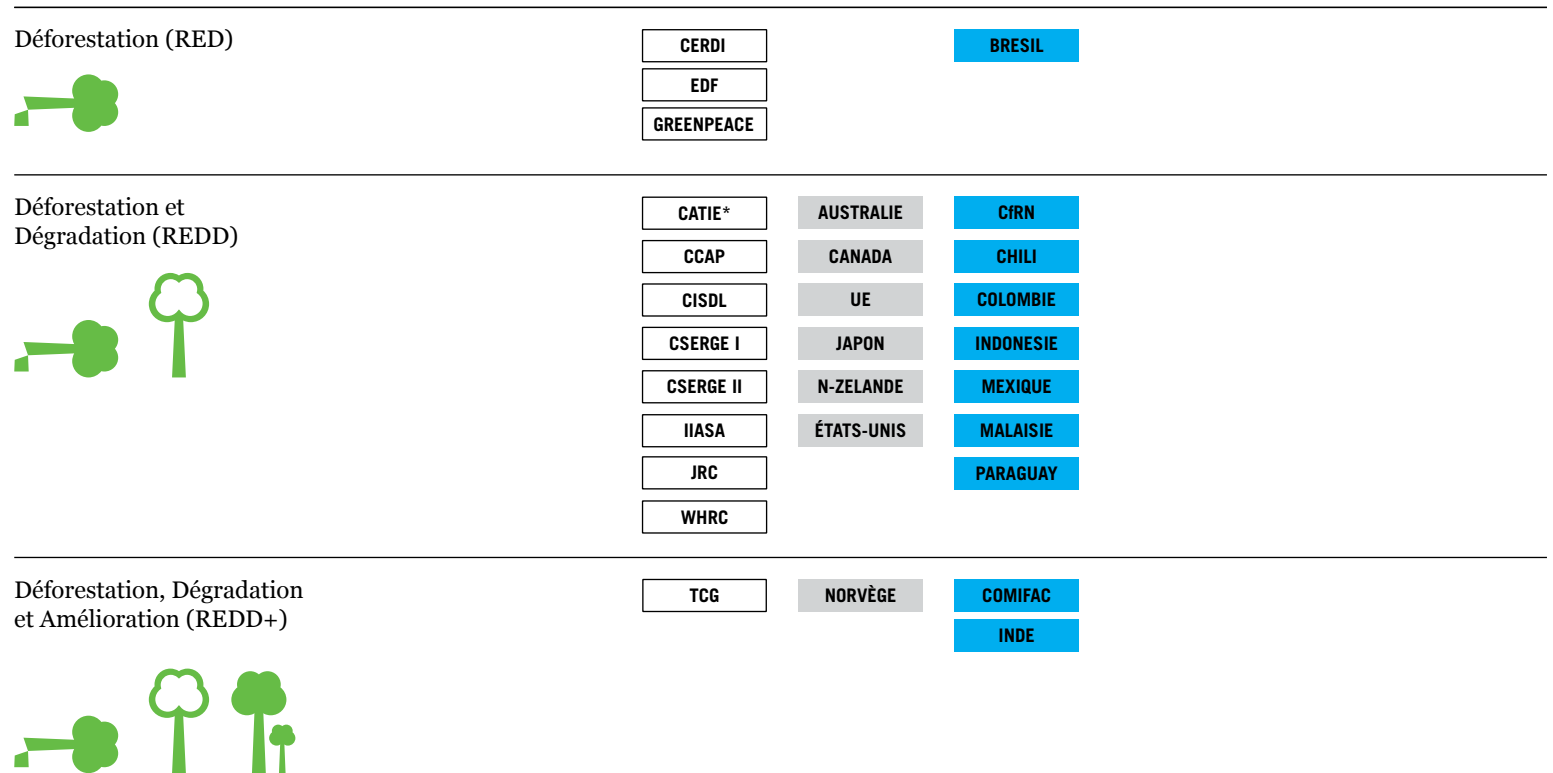 Déforestation (RED)
CERDI
BRESIL
EDF
GREENPEACE
Déforestation et
Dégradation (REDD)
CATIE*
AUSTRALIE
CfRN
CCAP
CANADA
CHILI
CISDL
UE
COLOMBIE
CSERGE I
JAPON
INDONESIE
CSERGE II
N-ZELANDE
MEXIQUE
IIASA
ÉTATS-UNIS
MALAISIE
JRC
PARAGUAY
WHRC
Déforestation, Dégradation
et Amélioration (REDD+)
TCG
NORVÈGE
COMIFAC
INDE